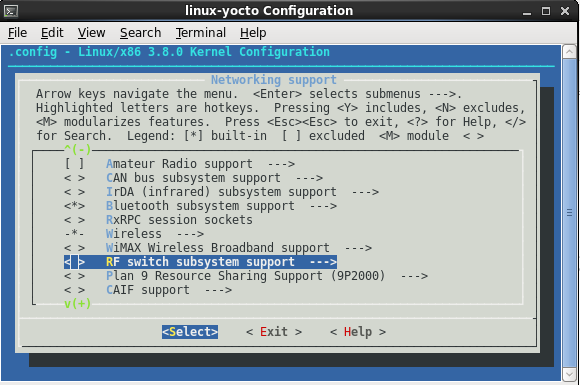 linux-yocto Configuration
File Edit View Search Terminal Help
.config - Linux/x86 3.8.0 Kernel Configuration
Networking support
Arrow keys navigate the menu. <Enter> selects submenus --->.
Highlighted letters are hotkeys. Pressing <Y> includes, <N> excludes,
<M> modularizes features. Press <Esc><Esc> to exit, <?> for Help, </>
for Search. Legend: [*] built-in [ ] excluded <M> module < >
^(-)
[ ] Amateur Radio support --->
< > CAN bus subsystem support --->
< > IrDA (infrared) subsystem support --->
<*> Bluetooth subsystem support --->
< > RxRPC session sockets
-*- Wireless --->
< > WiMAX Wireless Broadband support --->
< > RF switch subsystem support --->
< > Plan 9 Resource Sharing Support (9P2000) --->
< > CAIF support --->
v(+)
<Select> < Exit > < Help >